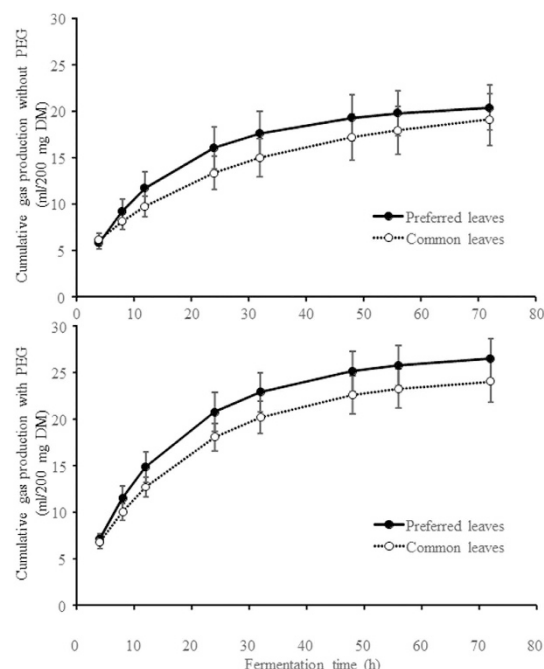 Cumulative gas production without PEG
(ml/200 mg DM)
30
25
20
15
10
5
0
Preferred leaves
Common leaves
0 10 20 30 40 50 60 70 80
Cumulative gas production with PEG
(ml/200 mg DM)
30
25
20
15
10
5
0
Preferred leaves
Common leaves
0 10 20 30 40 50 60 70 80
Fermentation time (h)